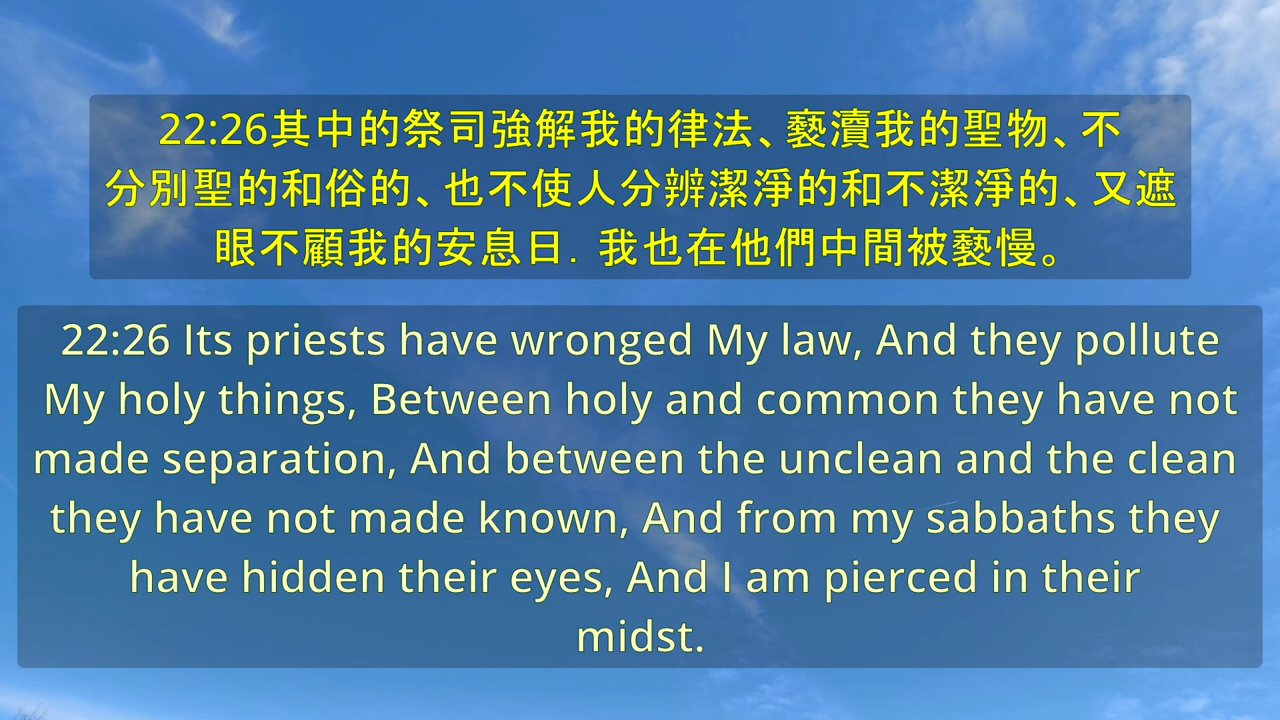 22:26其中的祭司強解我的律法、褻瀆我的聖物、不
分別聖的和俗的、也不使人分辨潔淨的和不潔淨的、又遮
眼不顧我的安息日．我也在他們中間被褻慢。
22:26 Its priests have wronged My law, And they pollute
My holy things, Between holy and common they have not
made separation, And between the unclean and the clean
they have not made known, And from my sabbaths they
have hidden their eyes, And I am pierced in their
midst.